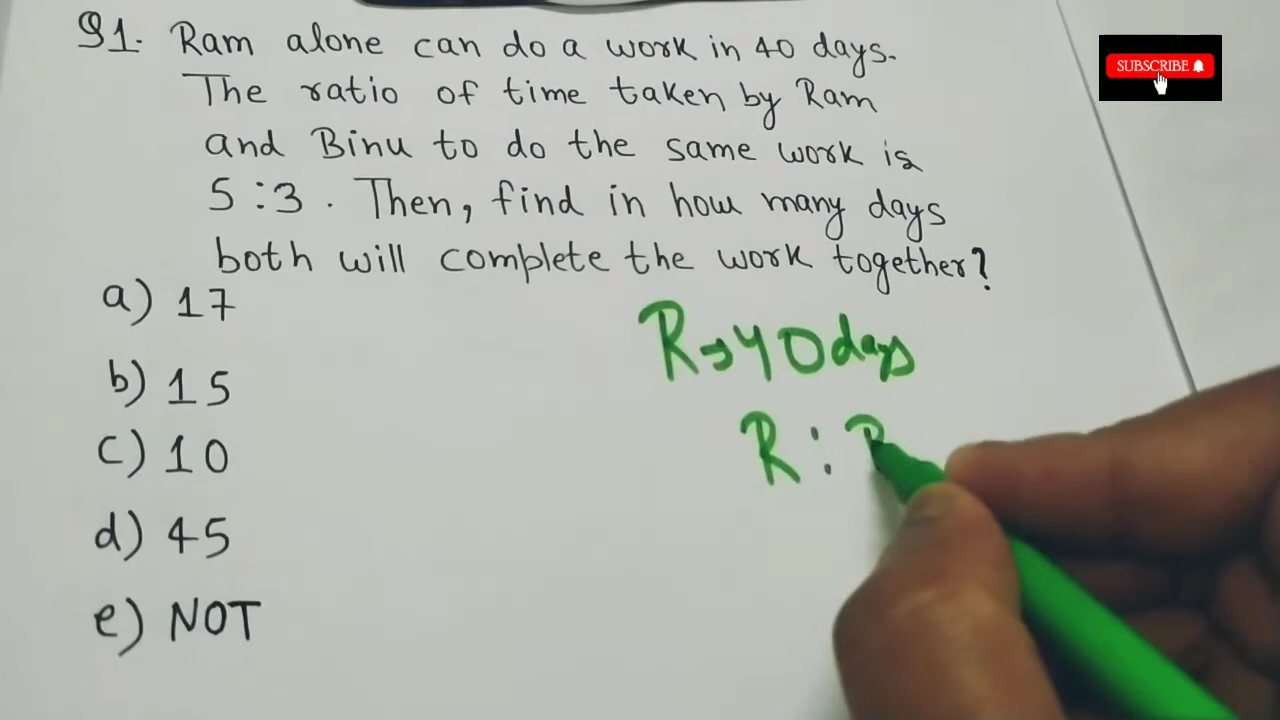 Q1. Ram alone can do a work in 40 days.
The ratio of time taken by Ram
and Binu to do the same work is
5:3. Then, find in how many days
both will complete the work together?
a) 17
b) 15
c) 10
d) 45
e) NOT
R→40days
R : B
SUBSCRIBE